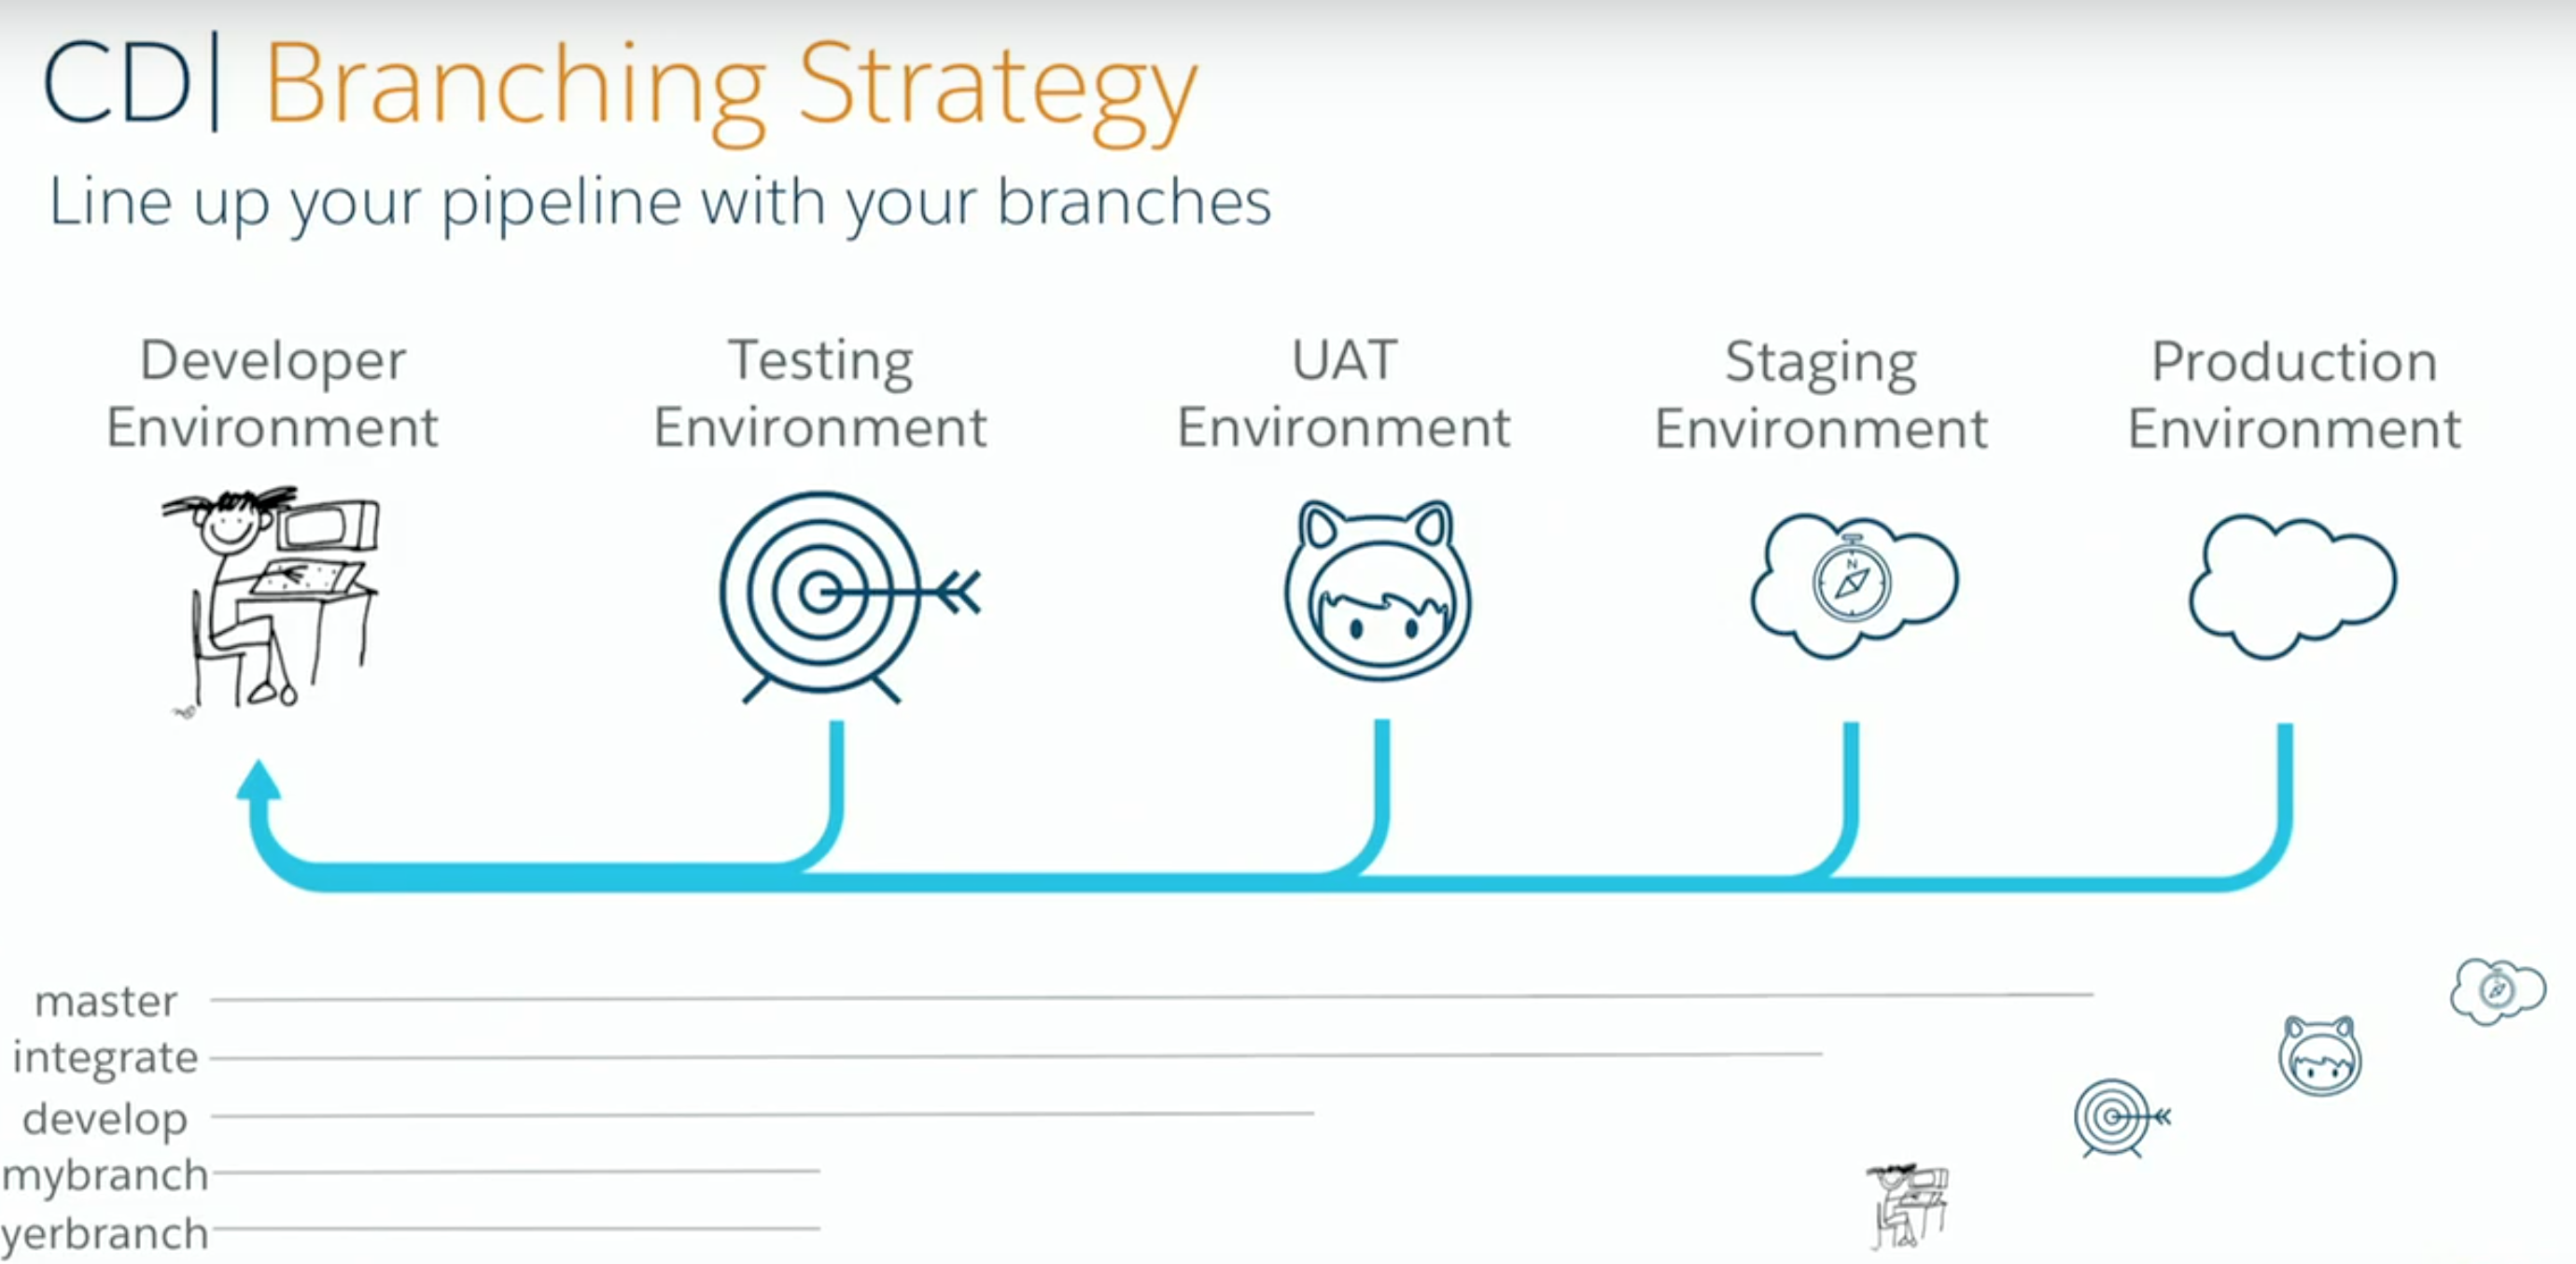 CD| Branching Strategy
Line up your pipeline with your branches
Developer
Environment
Testing
Environment
UAT
Environment
Staging
Environment
Production
Environment
N
master
integrate
develop
mybranch
yerbranch